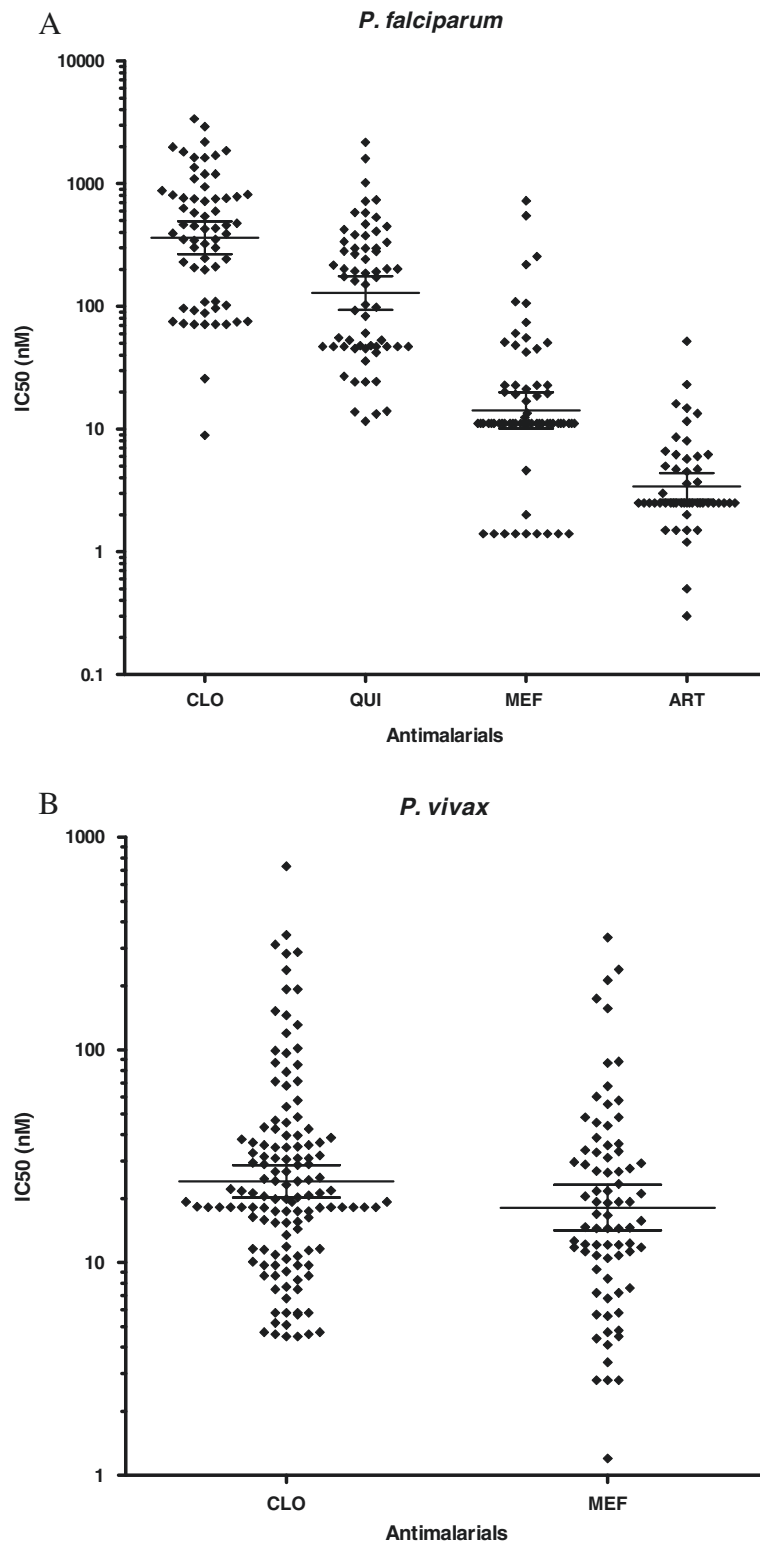 A
P. falciparum
10000
1000
100
10
1
0.1
IC50 (nM)
CLO QUI MEF ART
Antimalarials
B
P. vivax
1000
100
10
1
IC50 (nM)
CLO MEF
Antimalarials